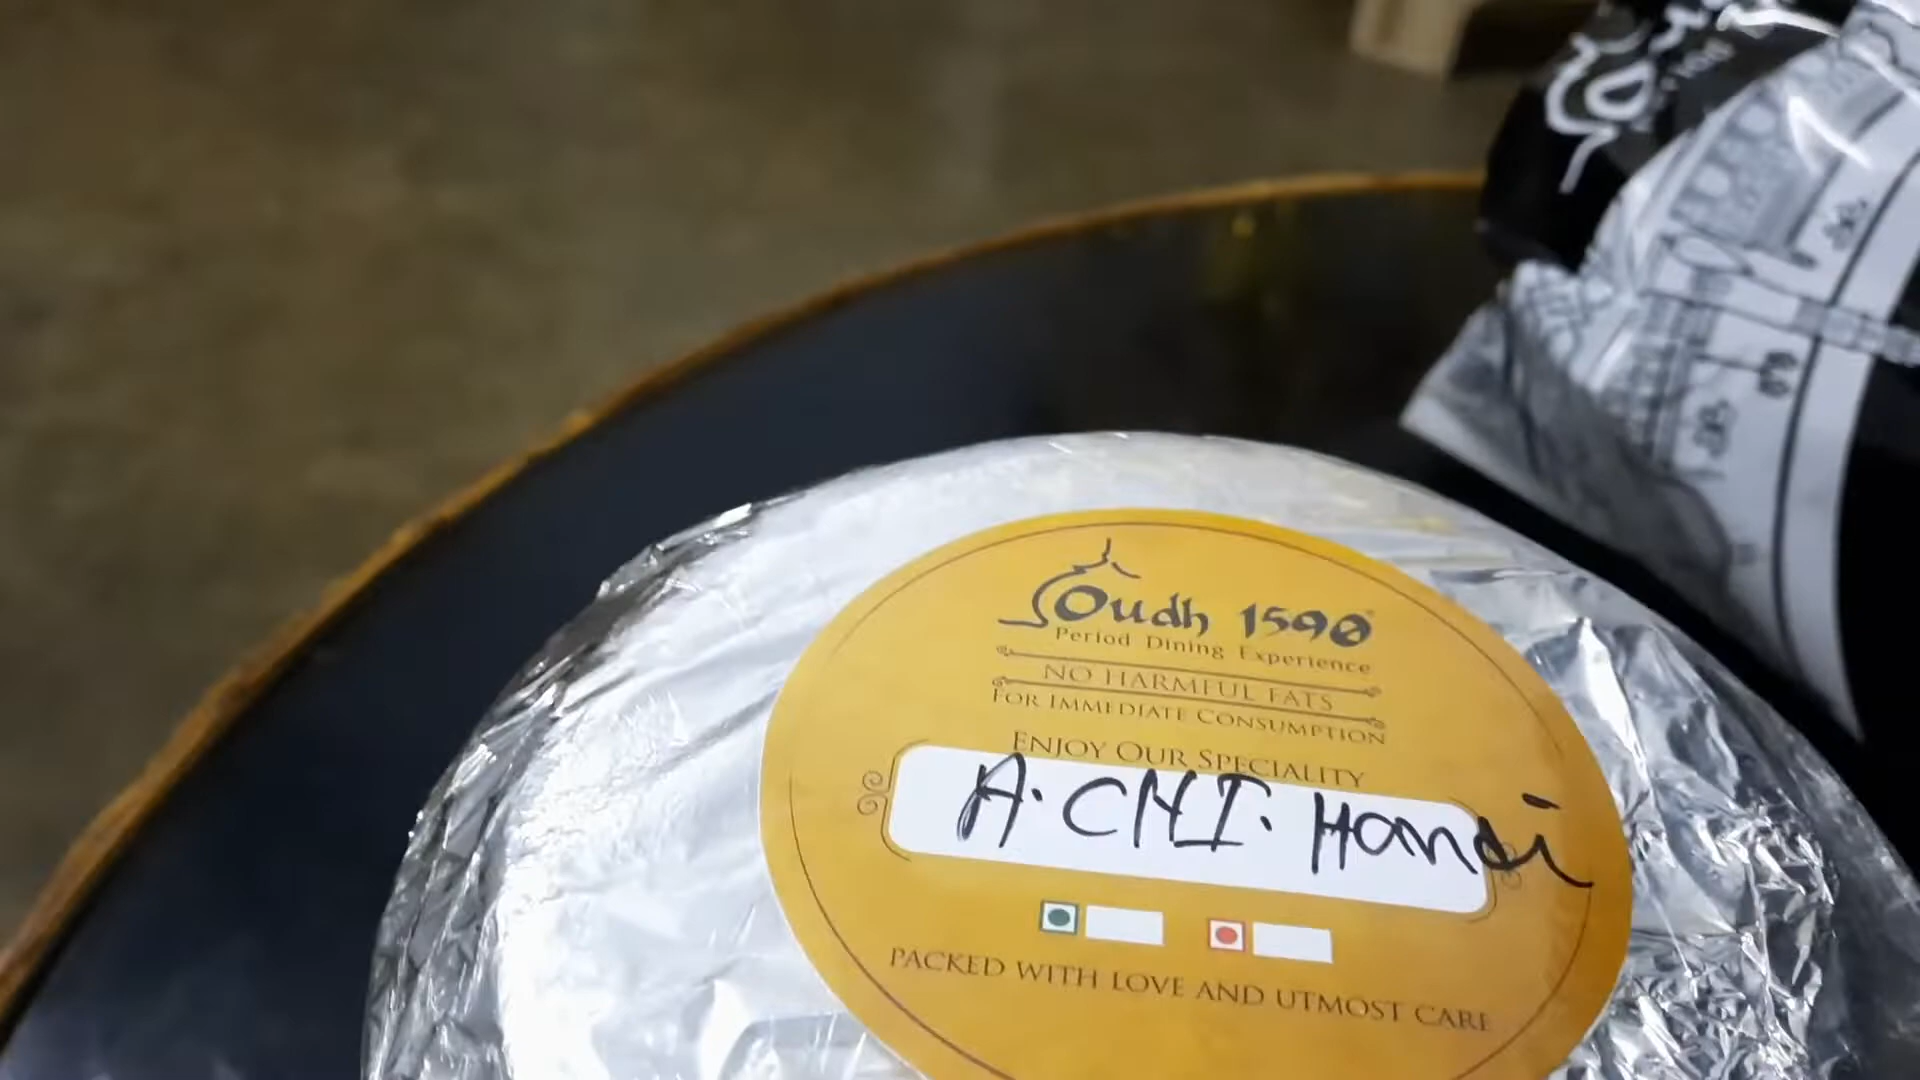 Oudh 1590
Period Dining Experience
NO HARMFUL FATS
FOR IMMEDIATE CONSUMPTION
ENJOY OUR SPECIALITY
A. CHI. Handi
PACKED WITH LOVE AND UTMOST CARE